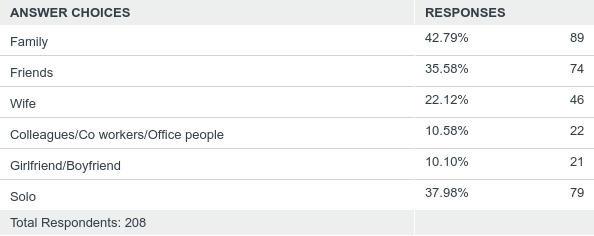 ANSWER CHOICES RESPONSES
Family 42.79% 89
Friends 35.58% 74
Wife 22.12% 46
Colleagues/Co workers/Office people 10.58% 22
Girlfriend/Boyfriend 10.10% 21
Solo 37.98% 79
Total Respondents: 208